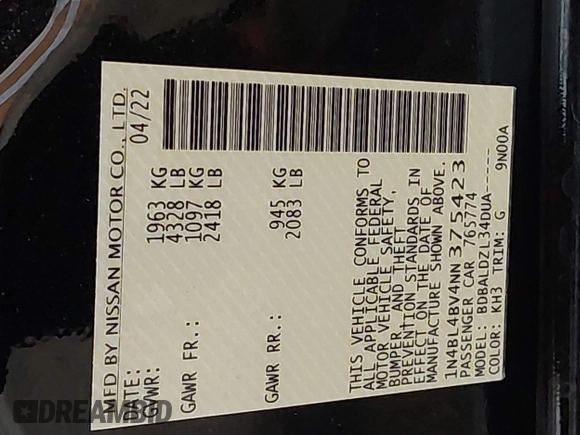 MFD BY NISSAN MOTOR CO., LTD.
DATE: 04/22
GVWR: 1963 KG
4328 LB
GAWR FR.: 1097 KG
2418 LB
GAWR RR.: 945 KG
2083 LB
THIS VEHICLE CONFORMS TO
ALL APPLICABLE FEDERAL
MOTOR VEHICLE SAFETY,
BUMPER, AND THEFT
PREVENTION STANDARDS IN
EFFECT ON THE DATE OF
MANUFACTURE SHOWN ABOVE.
1N4BL4BV4NN375423
PASSENGER CAR 765774
MODEL: BDBALDZL34DUA-----
COLOR: KH3 TRIM: G 9N00A
DREAMBID